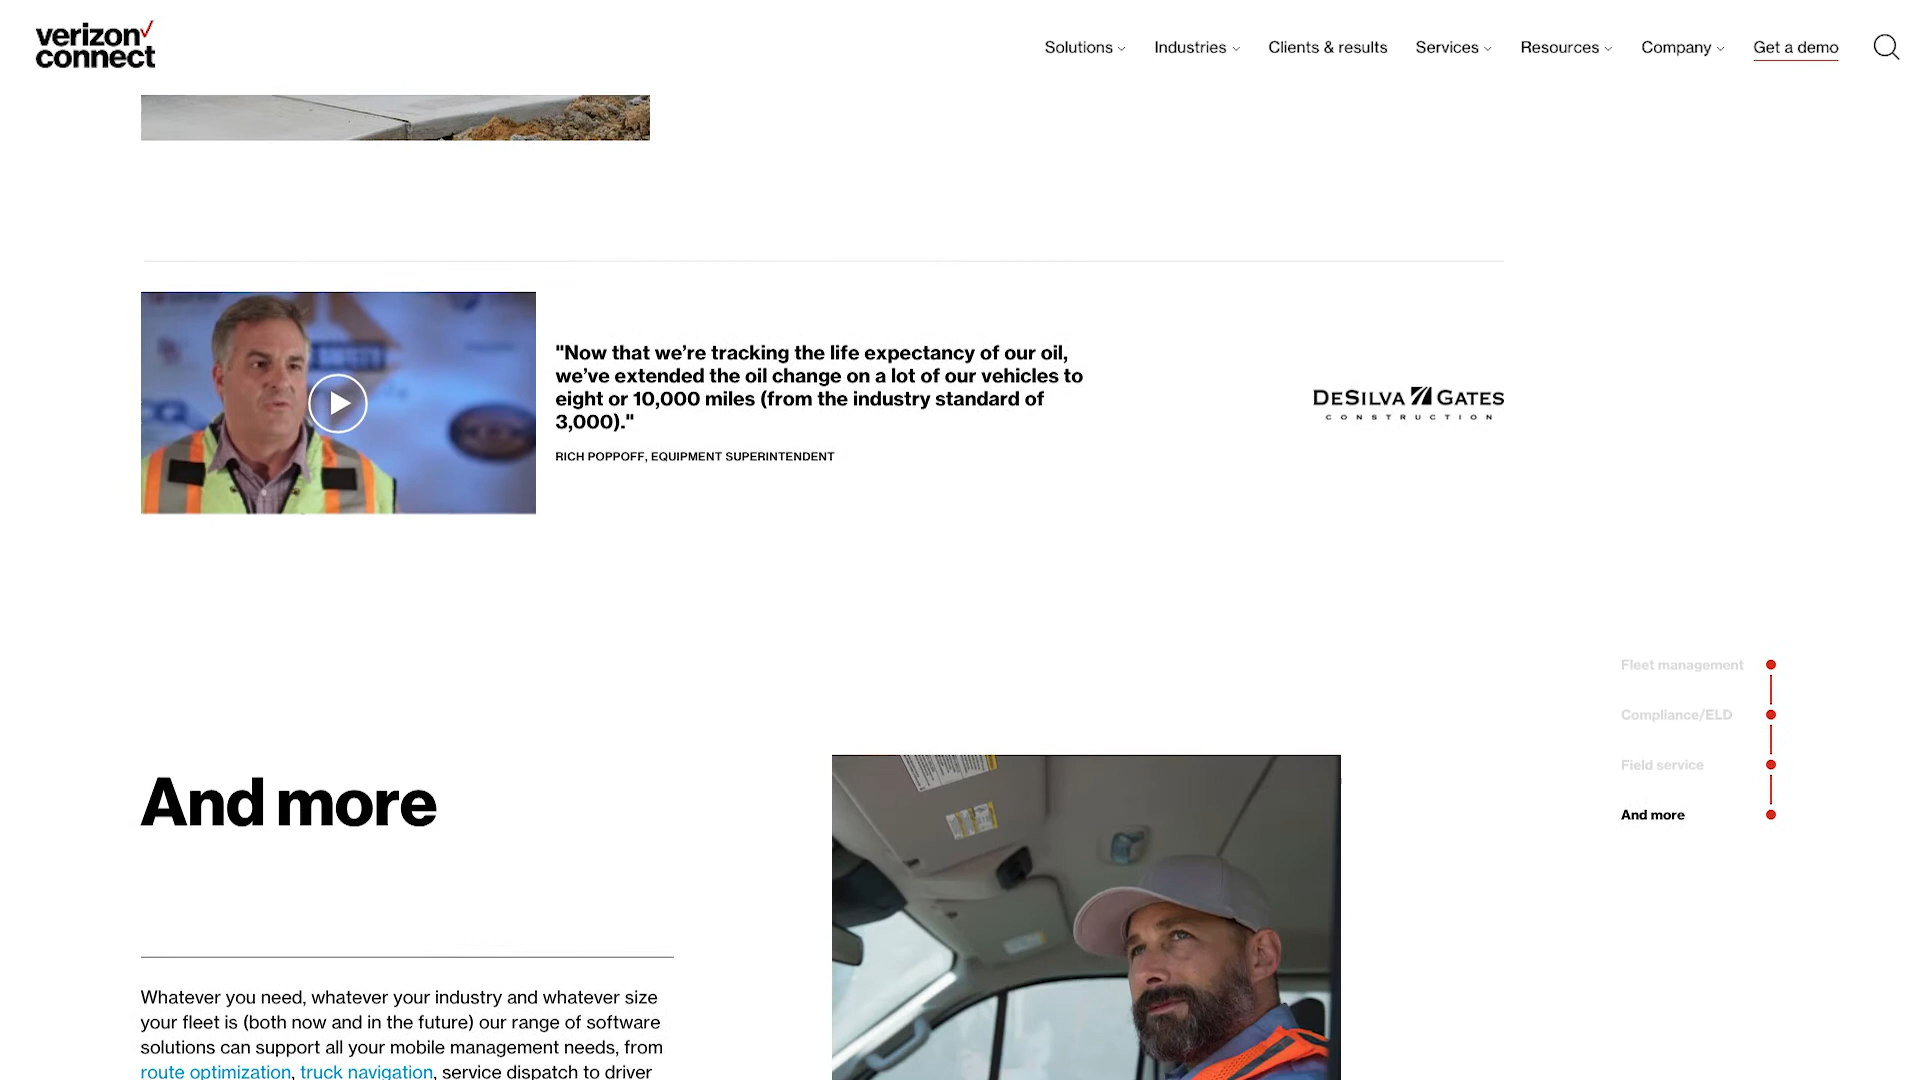 verizon
connect
Solutions
Industries
Clients & results
Services
Resources
Company
Get a demo
"Now that we’re tracking the life expectancy of our oil,
we’ve extended the oil change on a lot of our vehicles to
eight or 10,000 miles (from the industry standard of
3,000)."
RICH POPPOFF, EQUIPMENT SUPERINTENDENT
DESILVA GATES
CONSTRUCTION
Fleet management
Compliance/ELD
Field service
And more
And more
Whatever you need, whatever your industry and whatever size
your fleet is (both now and in the future) our range of software
solutions can support all your mobile management needs, from
route optimization, truck navigation, service dispatch to driver